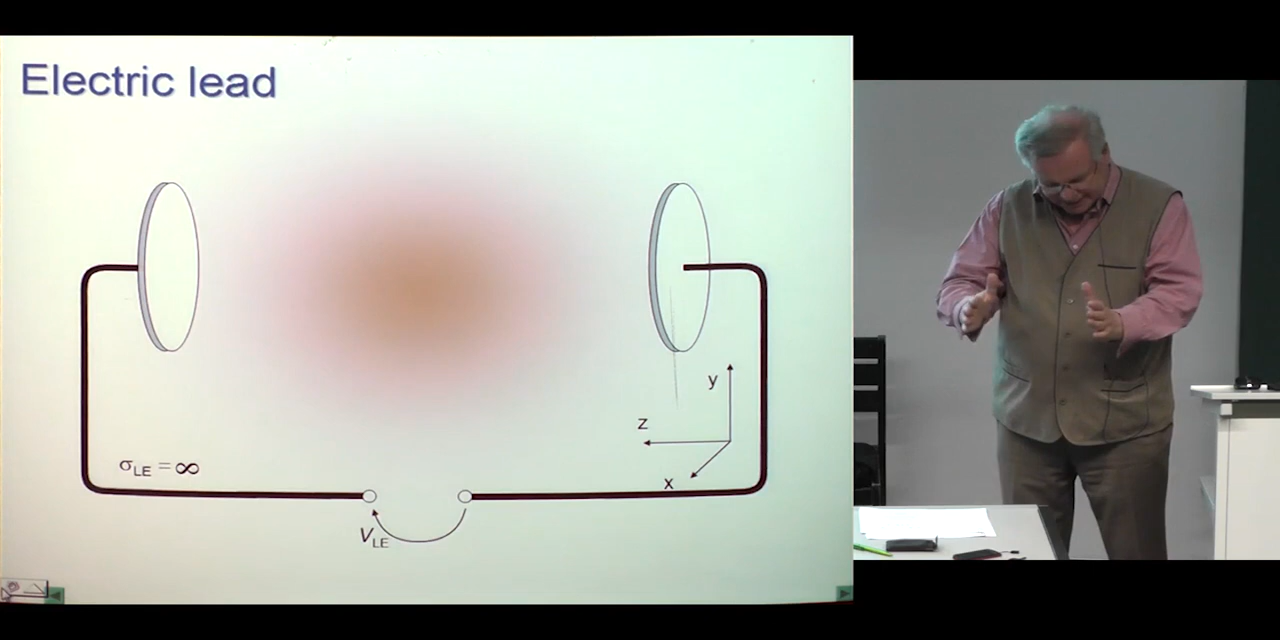 Electric lead
y
z
x
σLE = ∞
VLE